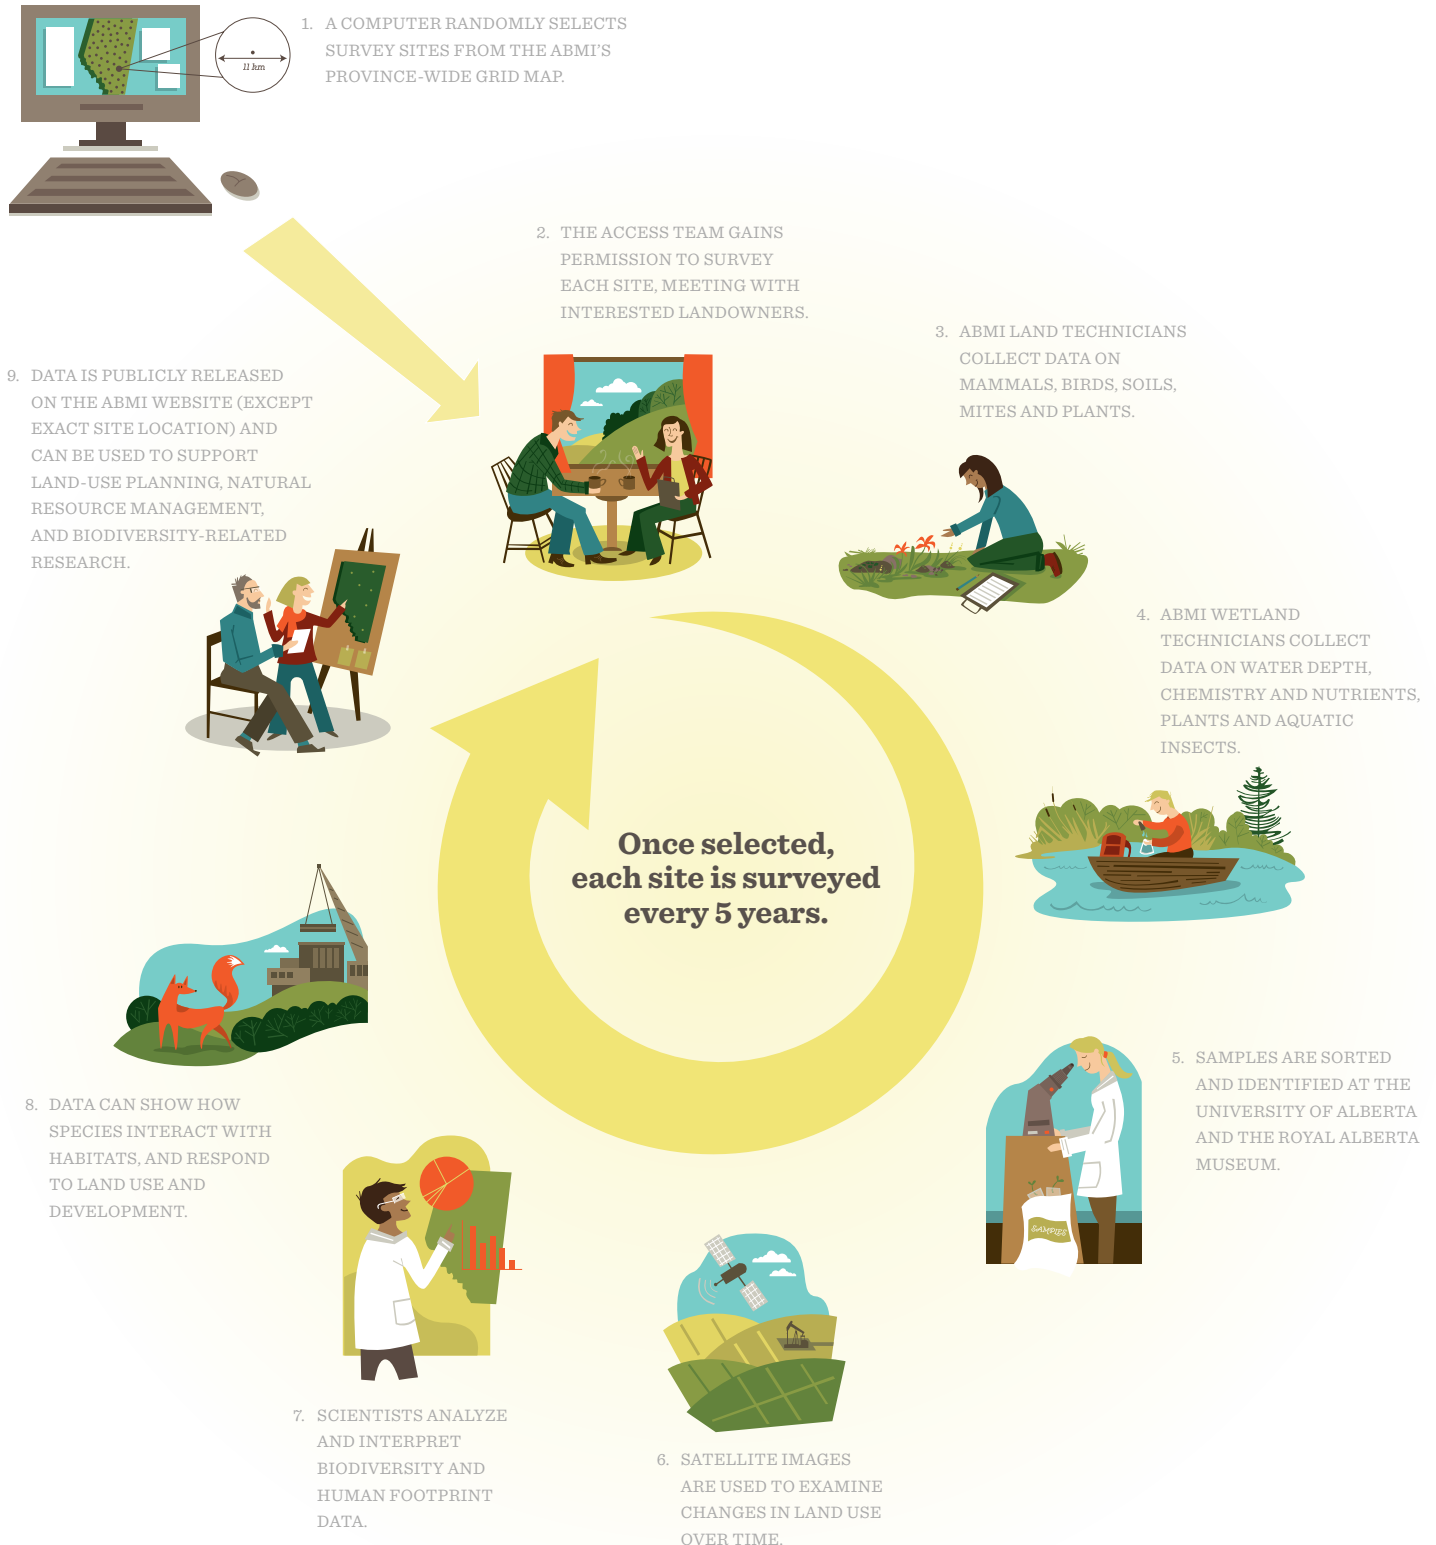 1. A COMPUTER RANDOMLY SELECTS
SURVEY SITES FROM THE ABMI'S
PROVINCE-WIDE GRID MAP.
11 km
2. THE ACCESS TEAM GAINS
PERMISSION TO SURVEY
EACH SITE, MEETING WITH
INTERESTED LANDOWNERS.
3. ABMI LAND TECHNICIANS
COLLECT DATA ON
MAMMALS, BIRDS, SOILS,
MITES AND PLANTS.
4. ABMI WETLAND
TECHNICIANS COLLECT
DATA ON WATER DEPTH,
CHEMISTRY AND NUTRIENTS,
PLANTS AND AQUATIC
INSECTS.
5. SAMPLES ARE SORTED
AND IDENTIFIED AT THE
UNIVERSITY OF ALBERTA
AND THE ROYAL ALBERTA
MUSEUM.
SAMPLES
6. SATELLITE IMAGES
ARE USED TO EXAMINE
CHANGES IN LAND USE
OVER TIME.
7. SCIENTISTS ANALYZE
AND INTERPRET
BIODIVERSITY AND
HUMAN FOOTPRINT
DATA.
8. DATA CAN SHOW HOW
SPECIES INTERACT WITH
HABITATS, AND RESPOND
TO LAND USE AND
DEVELOPMENT.
9. DATA IS PUBLICLY RELEASED
ON THE ABMI WEBSITE (EXCEPT
EXACT SITE LOCATION) AND
CAN BE USED TO SUPPORT
LAND-USE PLANNING, NATURAL
RESOURCE MANAGEMENT,
AND BIODIVERSITY-RELATED
RESEARCH.
Once selected,
each site is surveyed
every 5 years.